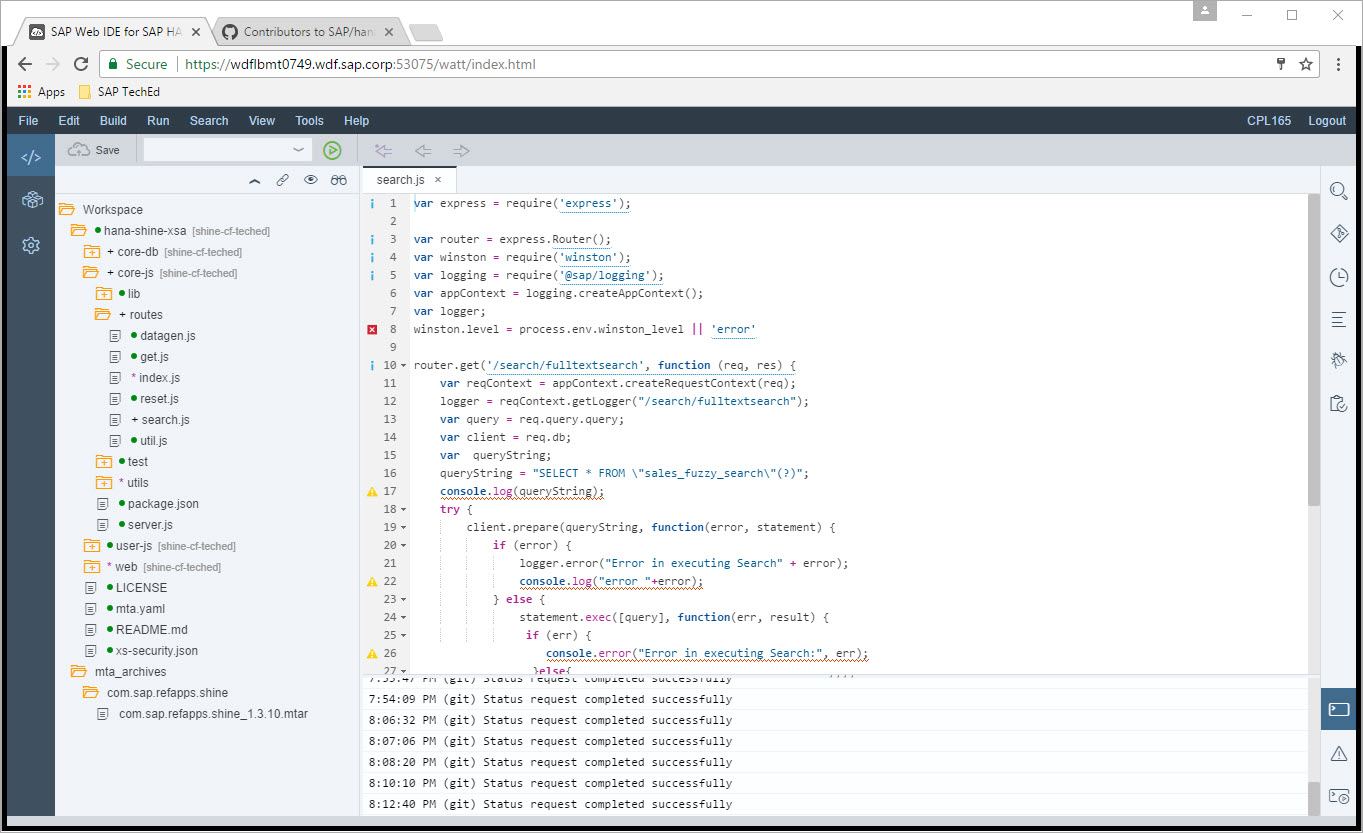 SAP Web IDE for SAP HA
Contributors to SAP/han
Secure https://wdflbmt0749.wdf.sap.corp:53075/watt/index.html
Apps SAP TechEd
File Edit Build Run Search View Tools Help CPL165 Logout
Save
search.js ×
Workspace
hana-shine-xsa [shine-cf-teched]
+ core-db [shine-cf-teched]
+ core-js [shine-cf-teched]
lib
+ routes
datagen.js
get.js
* index.js
reset.js
+ search.js
util.js
test
* utils
package.json
server.js
user-js [shine-cf-teched]
* web [shine-cf-teched]
LICENSE
mta.yaml
README.md
xs-security.json
mta_archives
com.sap.refapps.shine
com.sap.refapps.shine_1.3.10.mtar
1 var express = require('express');
2
3 var router = express.Router();
4 var winston = require('winston');
5 var logging = require('@sap/logging');
6 var appContext = logging.createAppContext();
7 var logger;
8 winston.level = process.env.winston_level || 'error'
9
10 router.get('/search/fulltextsearch', function (req, res) {
11 var reqContext = appContext.createRequestContext(req);
12 logger = reqContext.getLogger("/search/fulltextsearch");
13 var query = req.query.query;
14 var client = req.db;
15 var queryString;
16 queryString = "SELECT * FROM \"sales_fuzzy_search\"(?)";
17 console.log(queryString);
18 try {
19 client.prepare(queryString, function(error, statement) {
20 if (error) {
21 logger.error("Error in executing Search" + error);
22 console.log("error "+error);
23 } else {
24 statement.exec([query], function(err, result) {
25 if (err) {
26 console.error("Error in executing Search:", err);
27 }else{
7:53:47 PM (git) Status request completed successfully
7:54:09 PM (git) Status request completed successfully
8:06:32 PM (git) Status request completed successfully
8:07:06 PM (git) Status request completed successfully
8:08:20 PM (git) Status request completed successfully
8:10:10 PM (git) Status request completed successfully
8:12:40 PM (git) Status request completed successfully